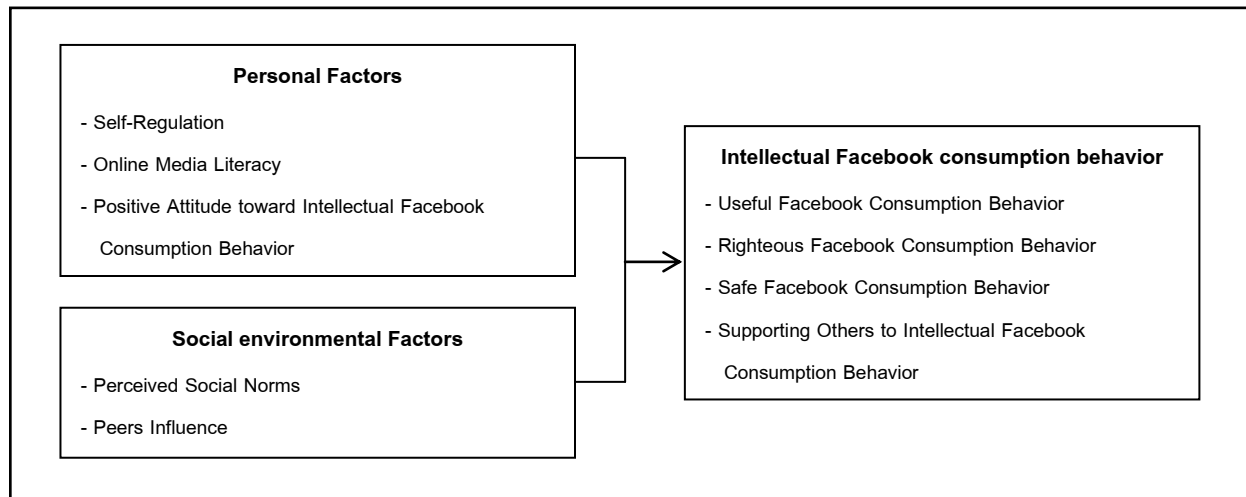 Personal Factors
- Self-Regulation
- Online Media Literacy
- Positive Attitude toward Intellectual Facebook
Consumption Behavior
Social environmental Factors
- Perceived Social Norms
- Peers Influence
Intellectual Facebook consumption behavior
- Useful Facebook Consumption Behavior
- Righteous Facebook Consumption Behavior
- Safe Facebook Consumption Behavior
- Supporting Others to Intellectual Facebook
Consumption Behavior